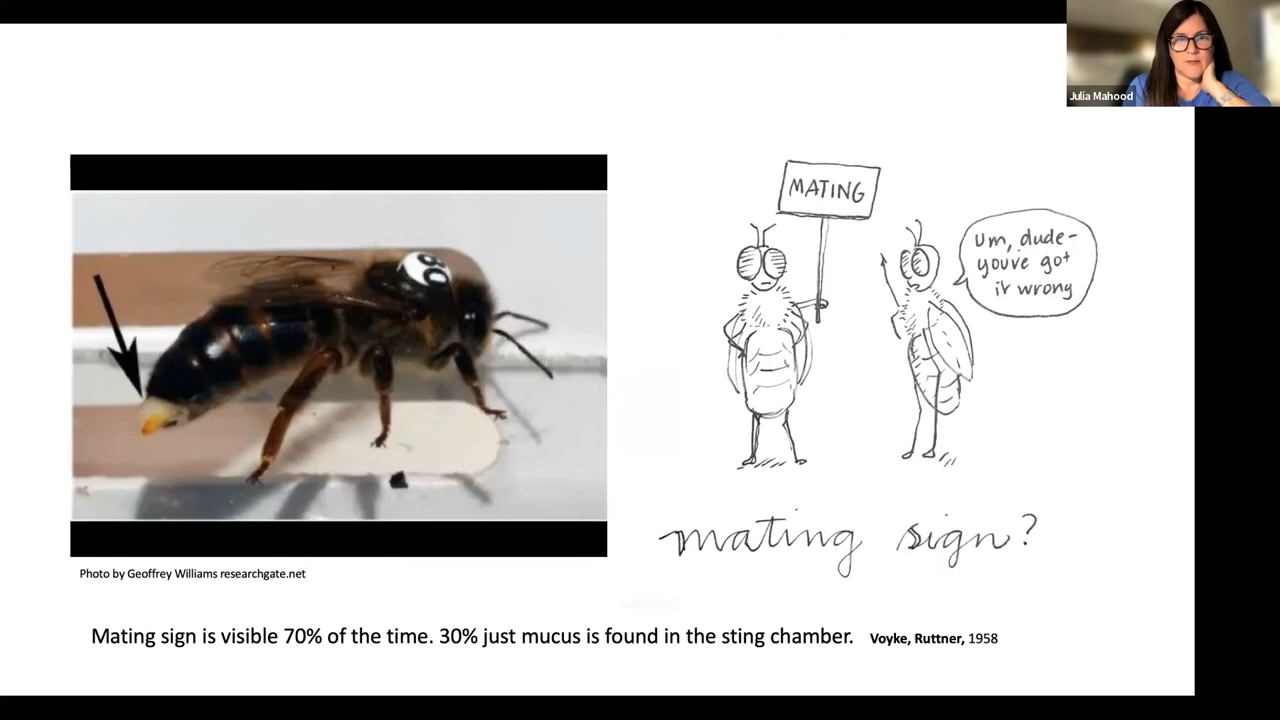 Julia Mahood
MATING
Um, dude-
you've got
it wrong
mating sign?
Photo by Geoffrey Williams researchgate.net
Mating sign is visible 70% of the time. 30% just mucus is found in the sting chamber. Voyke, Ruttner, 1958